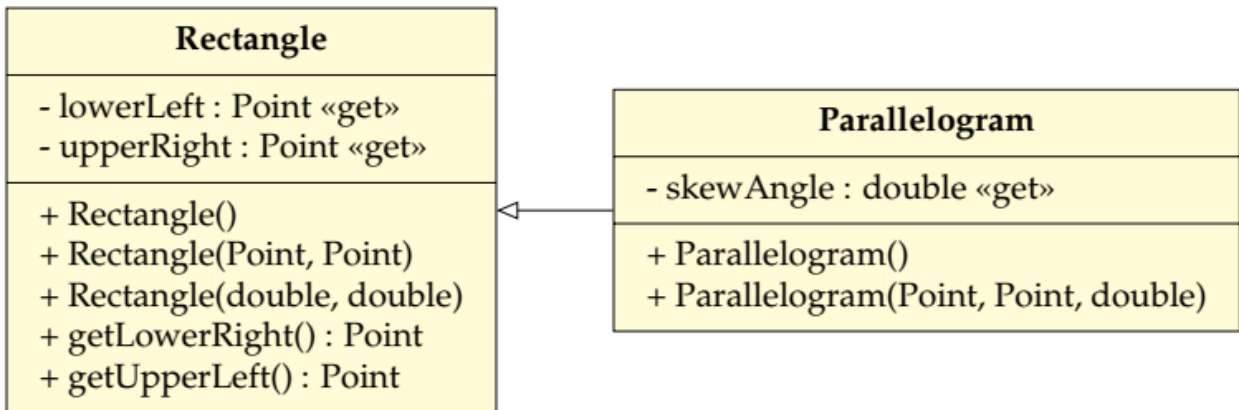 Rectangle
- lowerLeft : Point «get»
- upperRight : Point «get»
+ Rectangle()
+ Rectangle(Point, Point)
+ Rectangle(double, double)
+ getLowerRight() : Point
+ getUpperLeft() : Point
Parallelogram
- skewAngle : double «get»
+ Parallelogram()
+ Parallelogram(Point, Point, double)